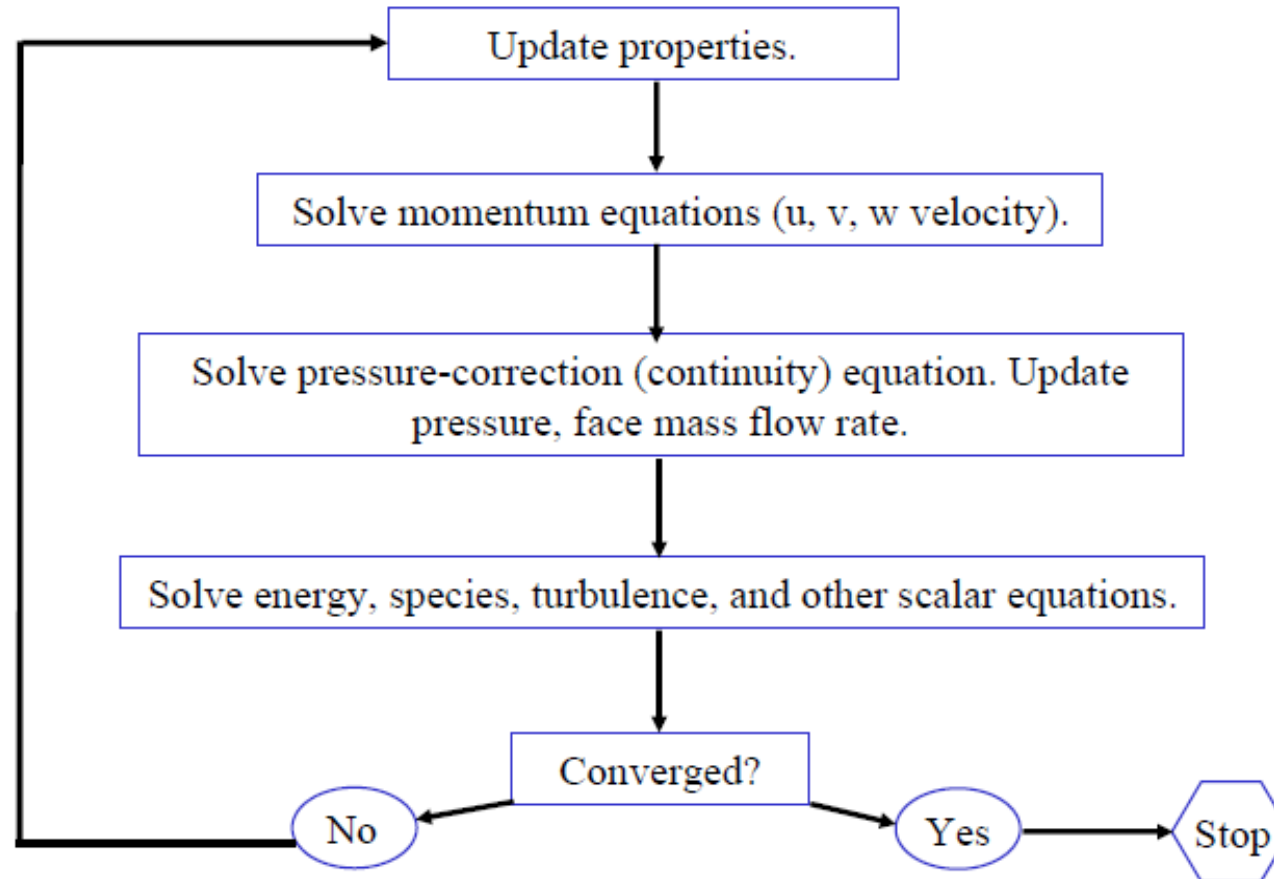 Update properties.
Solve momentum equations (u, v, w velocity).
Solve pressure-correction (continuity) equation. Update
pressure, face mass flow rate.
Solve energy, species, turbulence, and other scalar equations.
Converged?
No
Yes
Stop